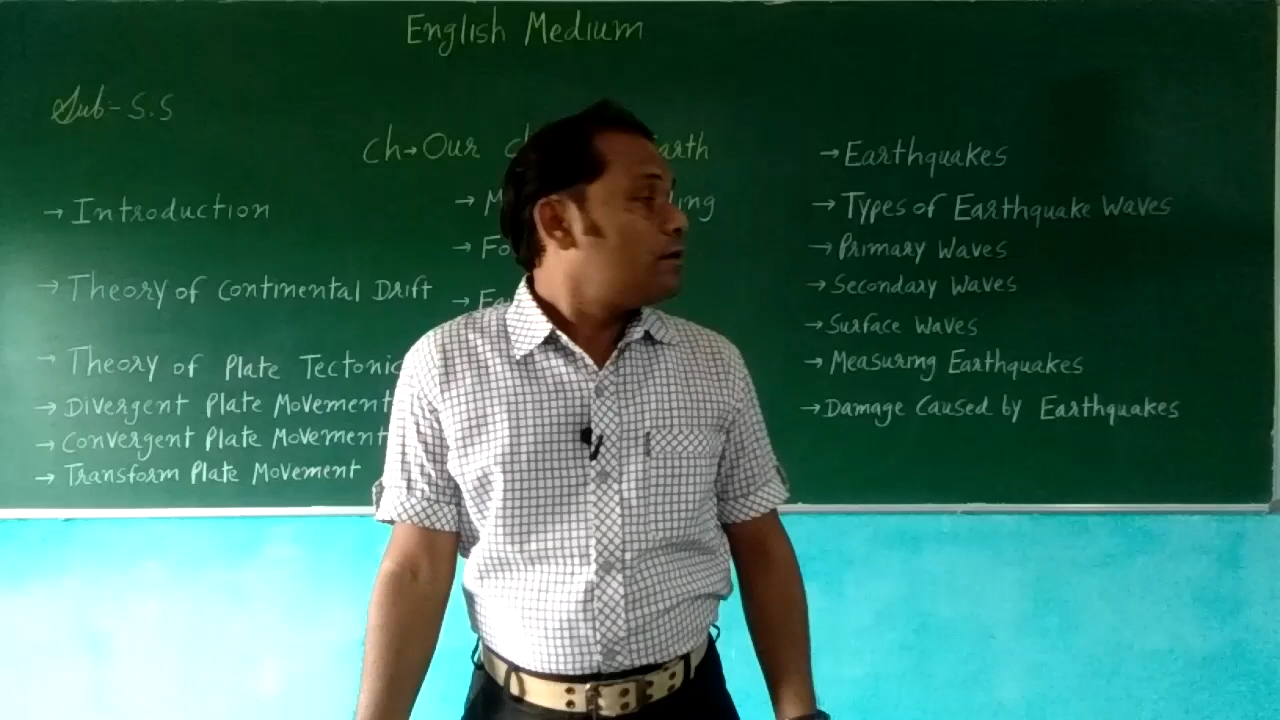 English Medium
Sub-S.S
Ch→Our
→Introduction
→Theory of Continental Drift
→Theory of Plate Tectonic
→Divergent Plate Movement
→Convergent Plate Movement
→Transform Plate Movement
→Earthquakes
→Types of Earthquake Waves
→Primary Waves
→Secondary Waves
→Surface Waves
→Measuring Earthquakes
→Damage Caused by Earthquakes